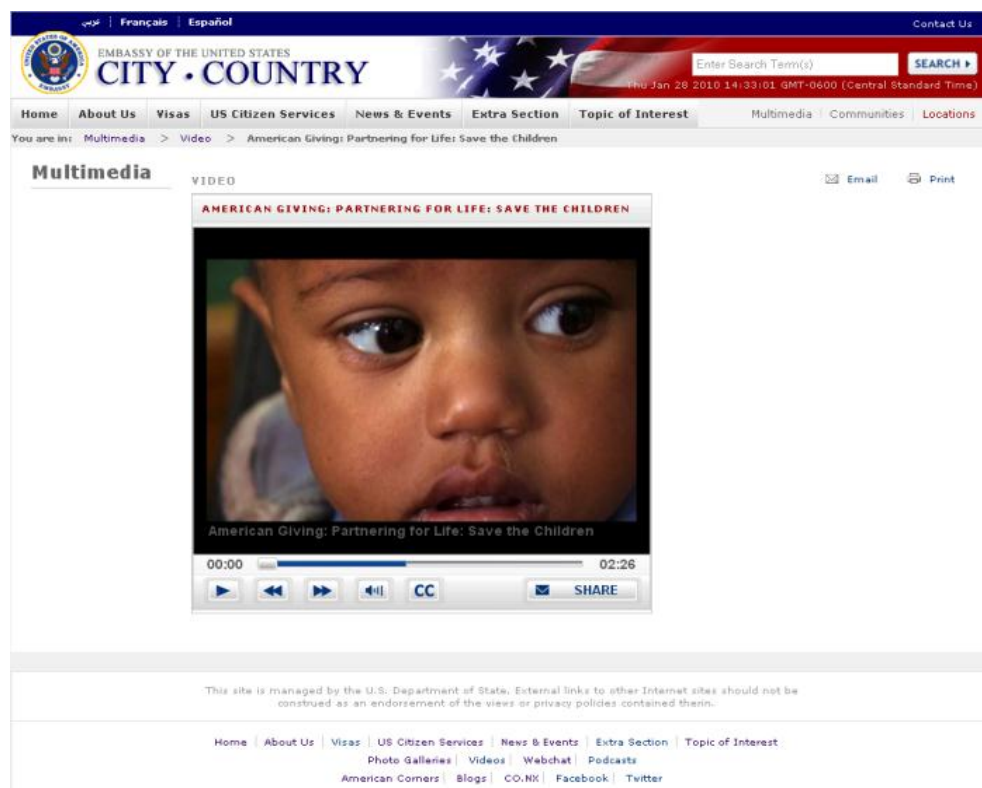 عربي | Français | Español
Contact Us
EMBASSY OF THE UNITED STATES
CITY • COUNTRY
Enter Search Term(s)
SEARCH
Thu Jan 28 2010 14:33:01 GMT-0600 (Central Standard Time)
Home About Us Visas US Citizen Services News & Events Extra Section Topic of Interest Multimedia | Communities | Locations
You are in: Multimedia > Video > American Giving: Partnering for Life: Save the Children
Multimedia
VIDEO
Email Print
AMERICAN GIVING: PARTNERING FOR LIFE: SAVE THE CHILDREN
American Giving: Partnering for Life: Save the Children
00:00 02:26
CC SHARE
This site is managed by the U.S. Department of State. External links to other Internet sites should not be
construed as an endorsement of the views or privacy policies contained therin.
Home | About Us | Visas | US Citizen Services | News & Events | Extra Section | Topic of Interest
Photo Galleries | Videos | Webchat | Podcasts
American Corners | Blogs | CO.NX | Facebook | Twitter